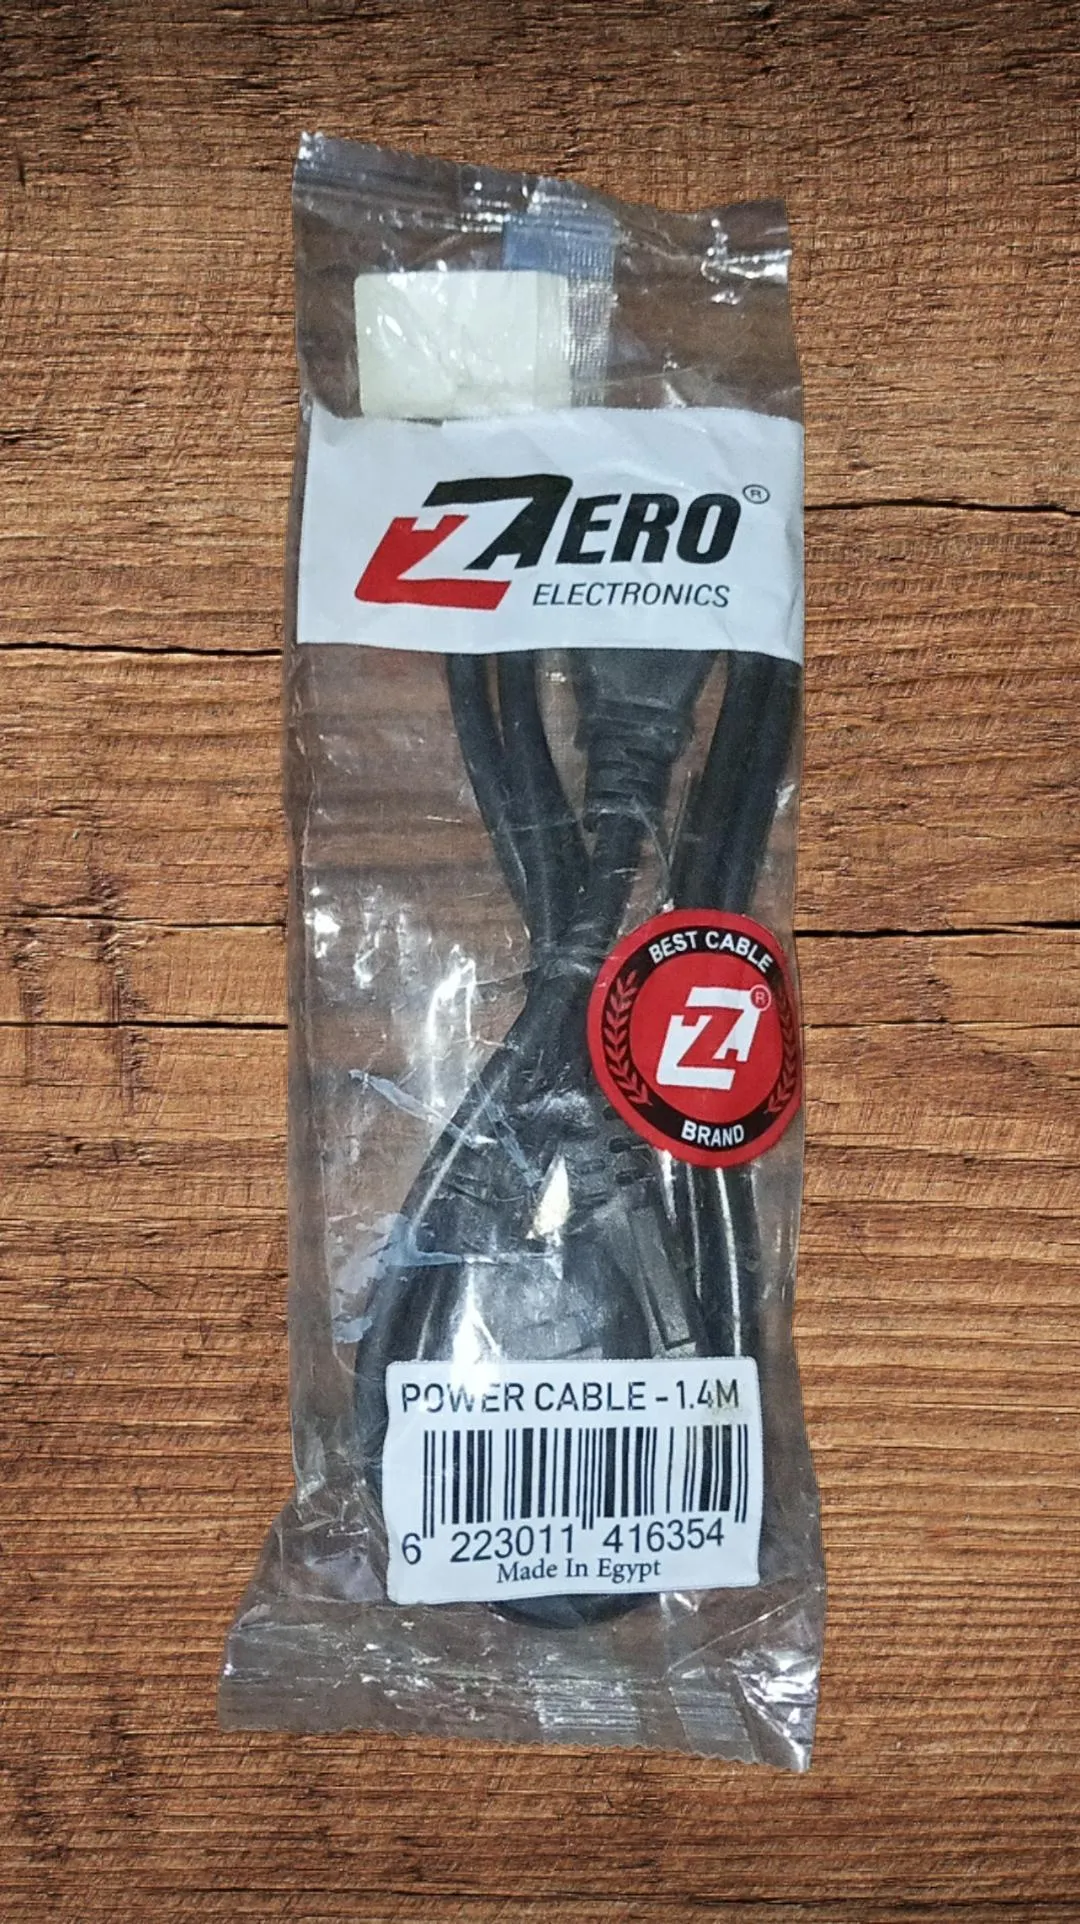 ZERO®
ELECTRONICS
BEST CABLE
Z®
BRAND
POWER CABLE - 1.4M
6 223011 416354
Made In Egypt